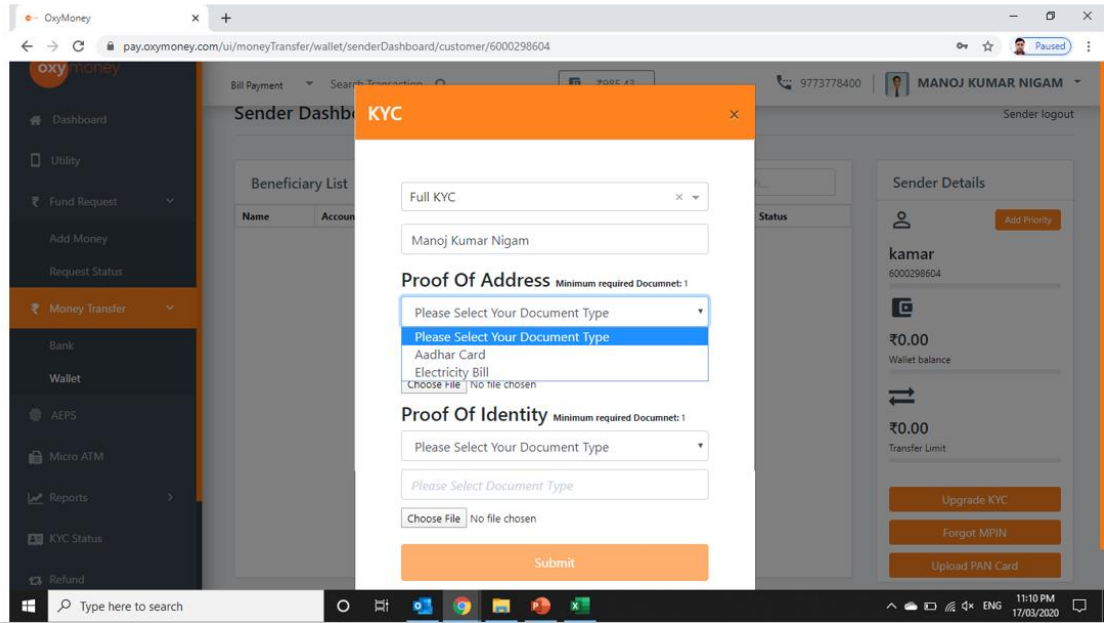 OxyMoney
pay.oxymoney.com/ui/moneyTransfer/wallet/senderDashboard/customer/6000298604
Paused
oxymoney
Bill Payment
Search Transaction
₹985.43
9773778400
MANOJ KUMAR NIGAM
Dashboard
Utility
Fund Request
Add Money
Request Status
Money Transfer
Bank
Wallet
AEPS
Micro ATM
Reports
KYC Status
Refund
Sender Dashb
Sender logout
Beneficiary List
Name Accoun
Status
KYC
Full KYC
Manoj Kumar Nigam
Proof Of Address Minimum required Documnet: 1
Please Select Your Document Type
Please Select Your Document Type
Aadhar Card
Electricity Bill
Choose File No file chosen
Proof Of Identity Minimum required Documnet: 1
Please Select Your Document Type
Please Select Document Type
Choose File No file chosen
Submit
Sender Details
Add Priority
kamar
6000298604
₹0.00
Wallet balance
₹0.00
Transfer Limit
Upgrade KYC
Forgot MPIN
Upload PAN Card
Type here to search
ENG
11:10 PM
17/03/2020